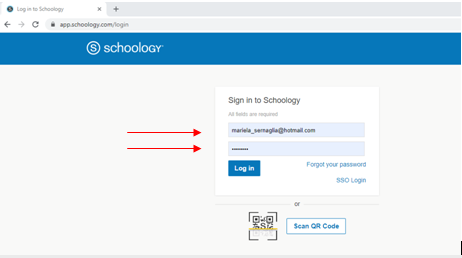 Log in to Schoology
app.schoology.com/login
schoology
Sign in to Schoology
All fields are required
mariela_sernaglia@hotmail.com
Log in
Forgot your password
SSO Login
or
Scan QR Code